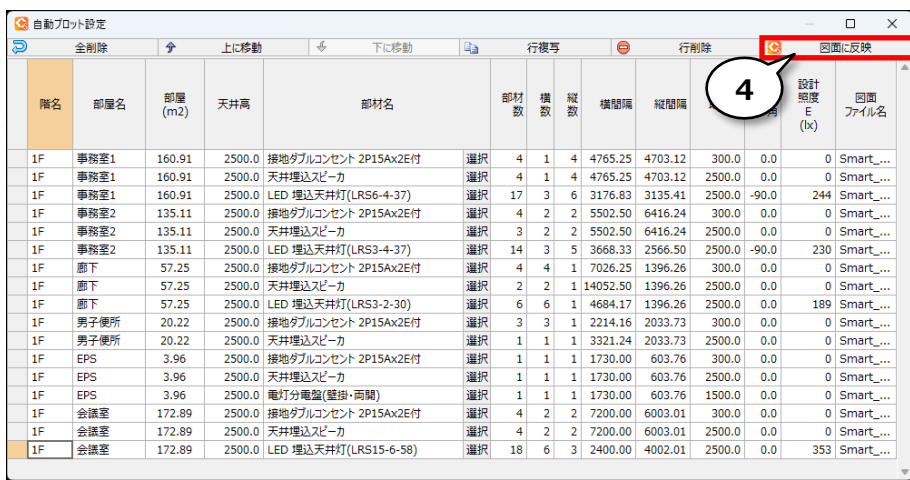 自動プロット設定
全削除 上に移動 下に移動 行複写 行削除 図面に反映
4
階名 部屋名 部屋(m2) 天井高 部材名 部材数 横数 縦数 横間隔 縦間隔 設計照度E(lx) 図面ファイル名
1F 事務室1 160.91 2500.0 接地ダブルコンセント 2P15Ax2E付 選択 4 1 4 4765.25 4703.12 300.0 0.0 0 Smart_...
1F 事務室1 160.91 2500.0 天井埋込スピーカ 選択 4 1 4 4765.25 4703.12 2500.0 0.0 0 Smart_...
1F 事務室1 160.91 2500.0 LED 埋込天井灯(LRS6-4-37) 選択 17 3 6 3176.83 3135.41 2500.0 -90.0 244 Smart_...
1F 事務室2 135.11 2500.0 接地ダブルコンセント 2P15Ax2E付 選択 4 2 2 5502.50 6416.24 300.0 0.0 0 Smart_...
1F 事務室2 135.11 2500.0 天井埋込スピーカ 選択 3 2 2 5502.50 6416.24 2500.0 0.0 0 Smart_...
1F 事務室2 135.11 2500.0 LED 埋込天井灯(LRS3-4-37) 選択 14 3 5 3668.33 2566.50 2500.0 -90.0 230 Smart_...
1F 廊下 57.25 2500.0 接地ダブルコンセント 2P15Ax2E付 選択 4 4 1 7026.25 1396.26 300.0 0.0 0 Smart_...
1F 廊下 57.25 2500.0 天井埋込スピーカ 選択 2 2 1 14052.50 1396.26 2500.0 0.0 0 Smart_...
1F 廊下 57.25 2500.0 LED 埋込天井灯(LRS3-2-30) 選択 6 6 1 4684.17 1396.26 2500.0 0.0 189 Smart_...
1F 男子便所 20.22 2500.0 接地ダブルコンセント 2P15Ax2E付 選択 3 3 1 2214.16 2033.73 300.0 0.0 0 Smart_...
1F 男子便所 20.22 2500.0 天井埋込スピーカ 選択 1 1 1 3321.24 2033.73 2500.0 0.0 0 Smart_...
1F EPS 3.96 2500.0 接地ダブルコンセント 2P15Ax2E付 選択 1 1 1 1730.00 603.76 300.0 0.0 0 Smart_...
1F EPS 3.96 2500.0 天井埋込スピーカ 選択 1 1 1 1730.00 603.76 2500.0 0.0 0 Smart_...
1F EPS 3.96 2500.0 電灯分電盤(壁掛・両開) 選択 1 1 1 1730.00 603.76 1500.0 0.0 0 Smart_...
1F 会議室 172.89 2500.0 接地ダブルコンセント 2P15Ax2E付 選択 4 2 2 7200.00 6003.01 300.0 0.0 0 Smart_...
1F 会議室 172.89 2500.0 天井埋込スピーカ 選択 4 2 2 7200.00 6003.01 2500.0 0.0 0 Smart_...
1F 会議室 172.89 2500.0 LED 埋込天井灯(LRS15-6-58) 選択 18 6 3 2400.00 4002.01 2500.0 0.0 353 Smart_...